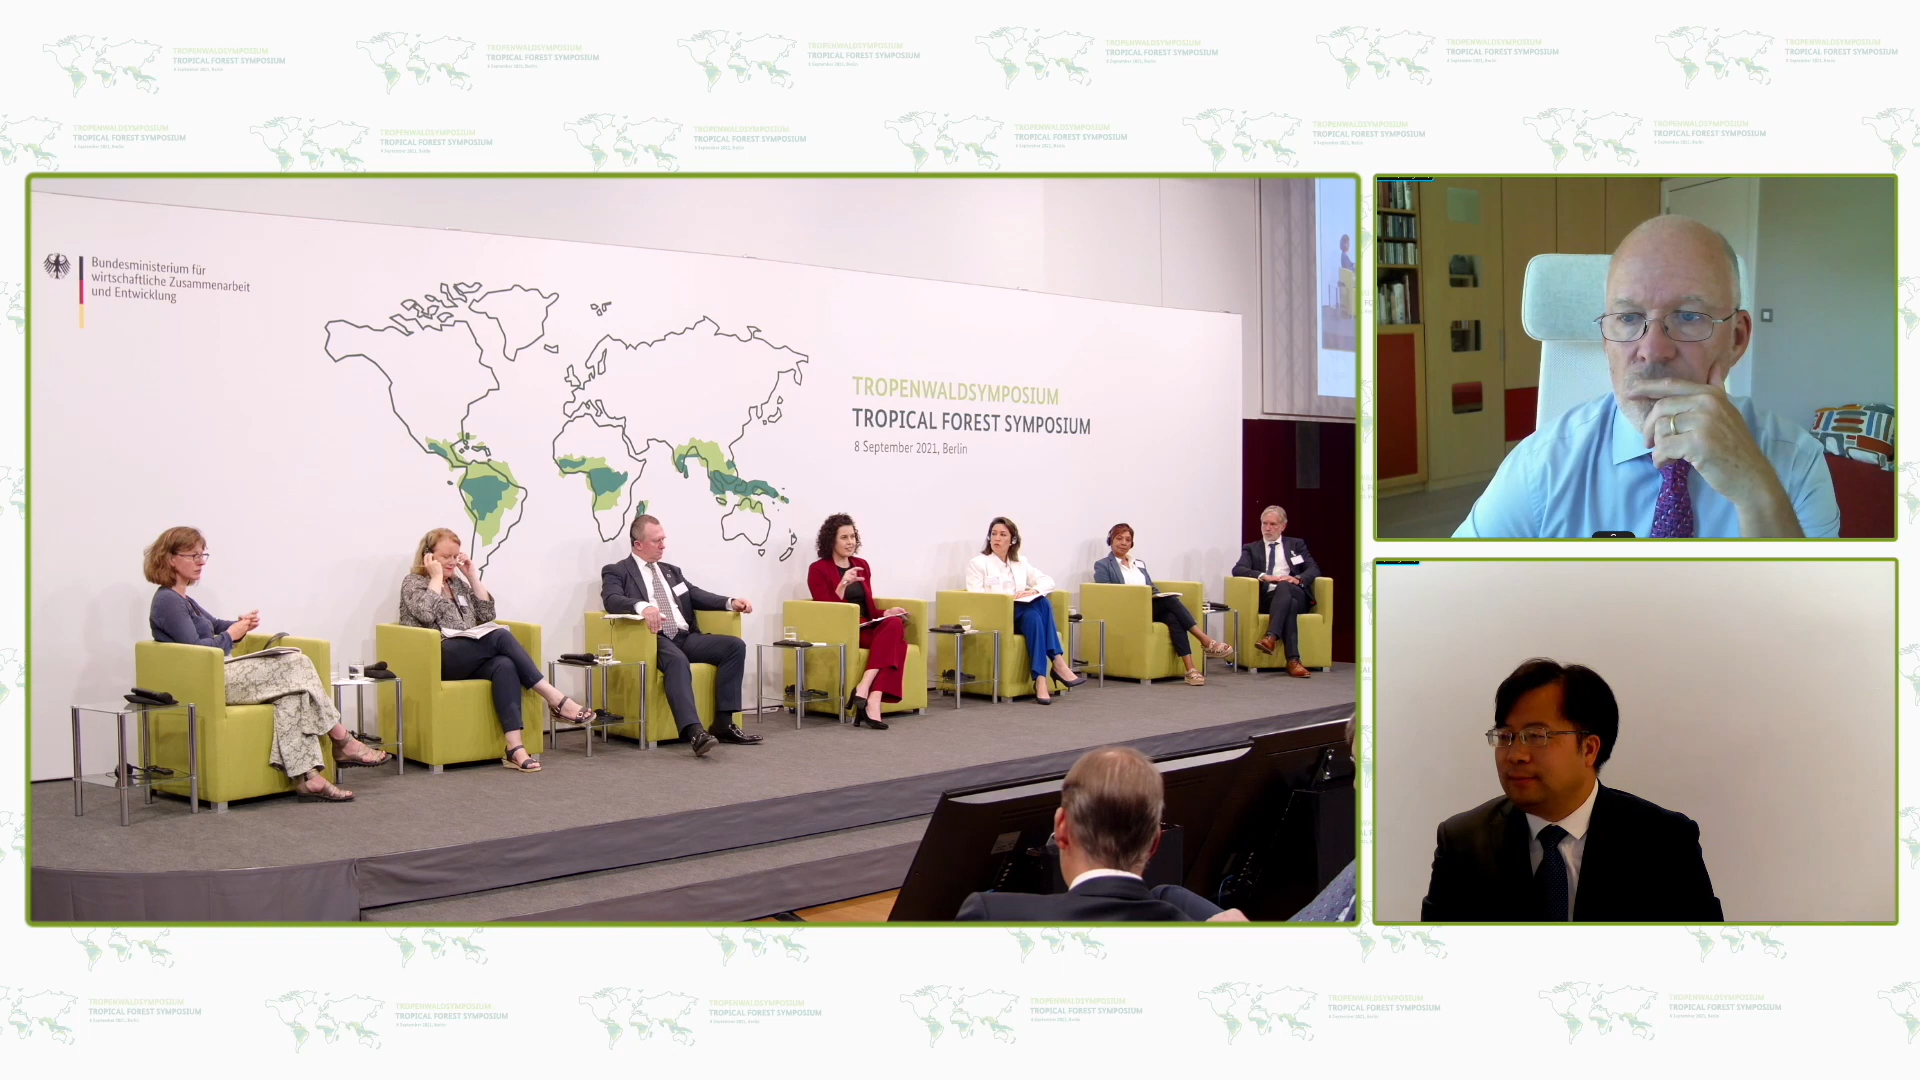 Bundesministerium für
wirtschaftliche Zusammenarbeit
und Entwicklung
TROPENWALDSYMPOSIUM
TROPICAL FOREST SYMPOSIUM
8 September 2021, Berlin